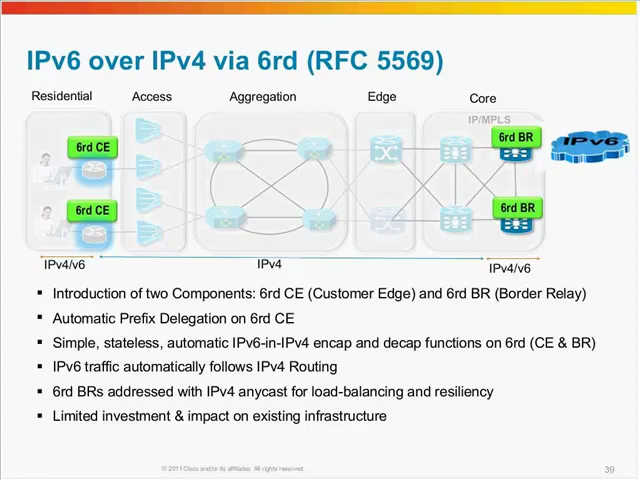 IPv6 over IPv4 via 6rd (RFC 5569)
Residential
Access
Aggregation
Edge
Core
IP/MPLS
6rd CE
6rd BR
IPv6
6rd CE
6rd BR
IPv4/v6
IPv4
IPv4/v6
▪ Introduction of two Components: 6rd CE (Customer Edge) and 6rd BR (Border Relay)
▪ Automatic Prefix Delegation on 6rd CE
▪ Simple, stateless, automatic IPv6-in-IPv4 encap and decap functions on 6rd (CE & BR)
▪ IPv6 traffic automatically follows IPv4 Routing
▪ 6rd BRs addressed with IPv4 anycast for load-balancing and resiliency
▪ Limited investment & impact on existing infrastructure
© 2011 Cisco and/or its affiliates. All rights reserved.
39